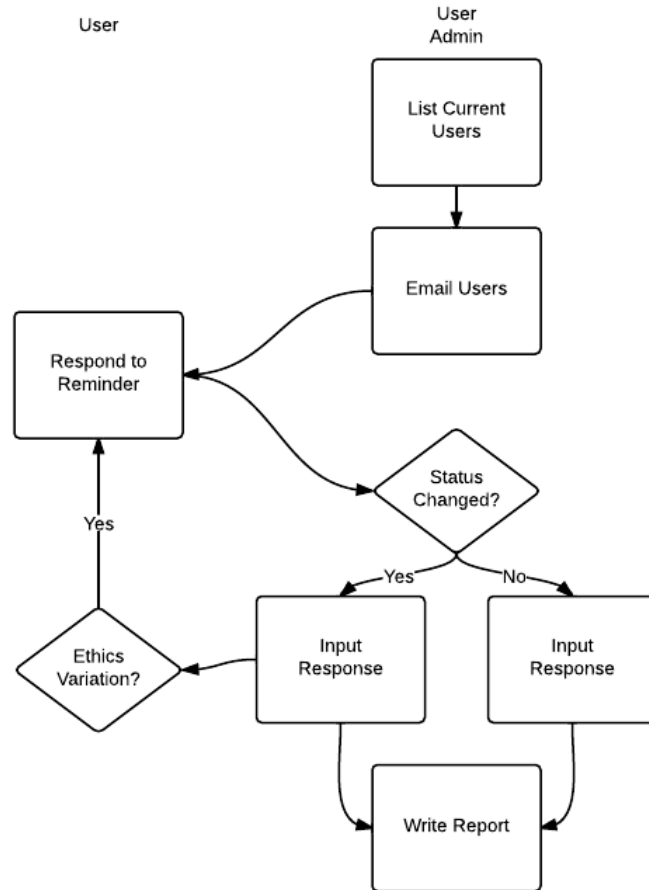 User
User
Admin
List Current
Users
Email Users
Respond to
Reminder
Status
Changed?
Yes
Yes
No
Ethics
Variation?
Input
Response
Input
Response
Write Report